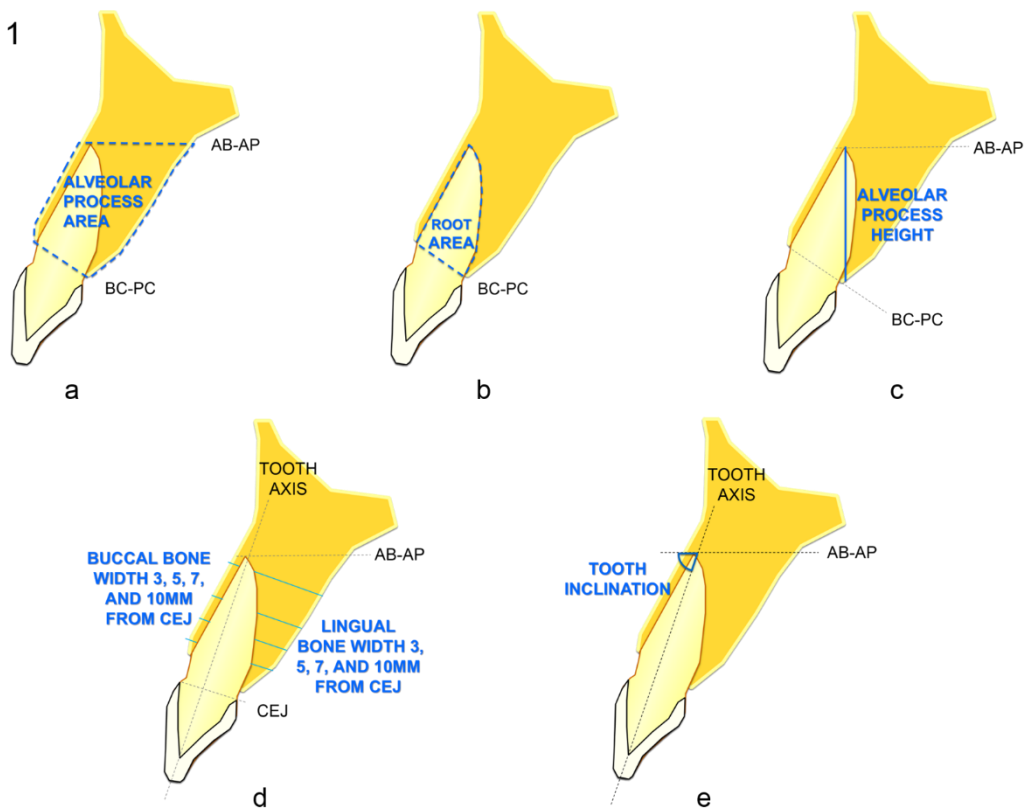 1
AB-AP
ALVEOLAR
PROCESS
AREA
BC-PC
a
ROOT
AREA
BC-PC
b
AB-AP
ALVEOLAR
PROCESS
HEIGHT
BC-PC
c
TOOTH
AXIS
AB-AP
BUCCAL BONE
WIDTH 3, 5, 7,
AND 10MM
FROM CEJ
LINGUAL
BONE WIDTH 3,
5, 7, AND 10MM
FROM CEJ
CEJ
d
TOOTH
AXIS
AB-AP
TOOTH
INCLINATION
e